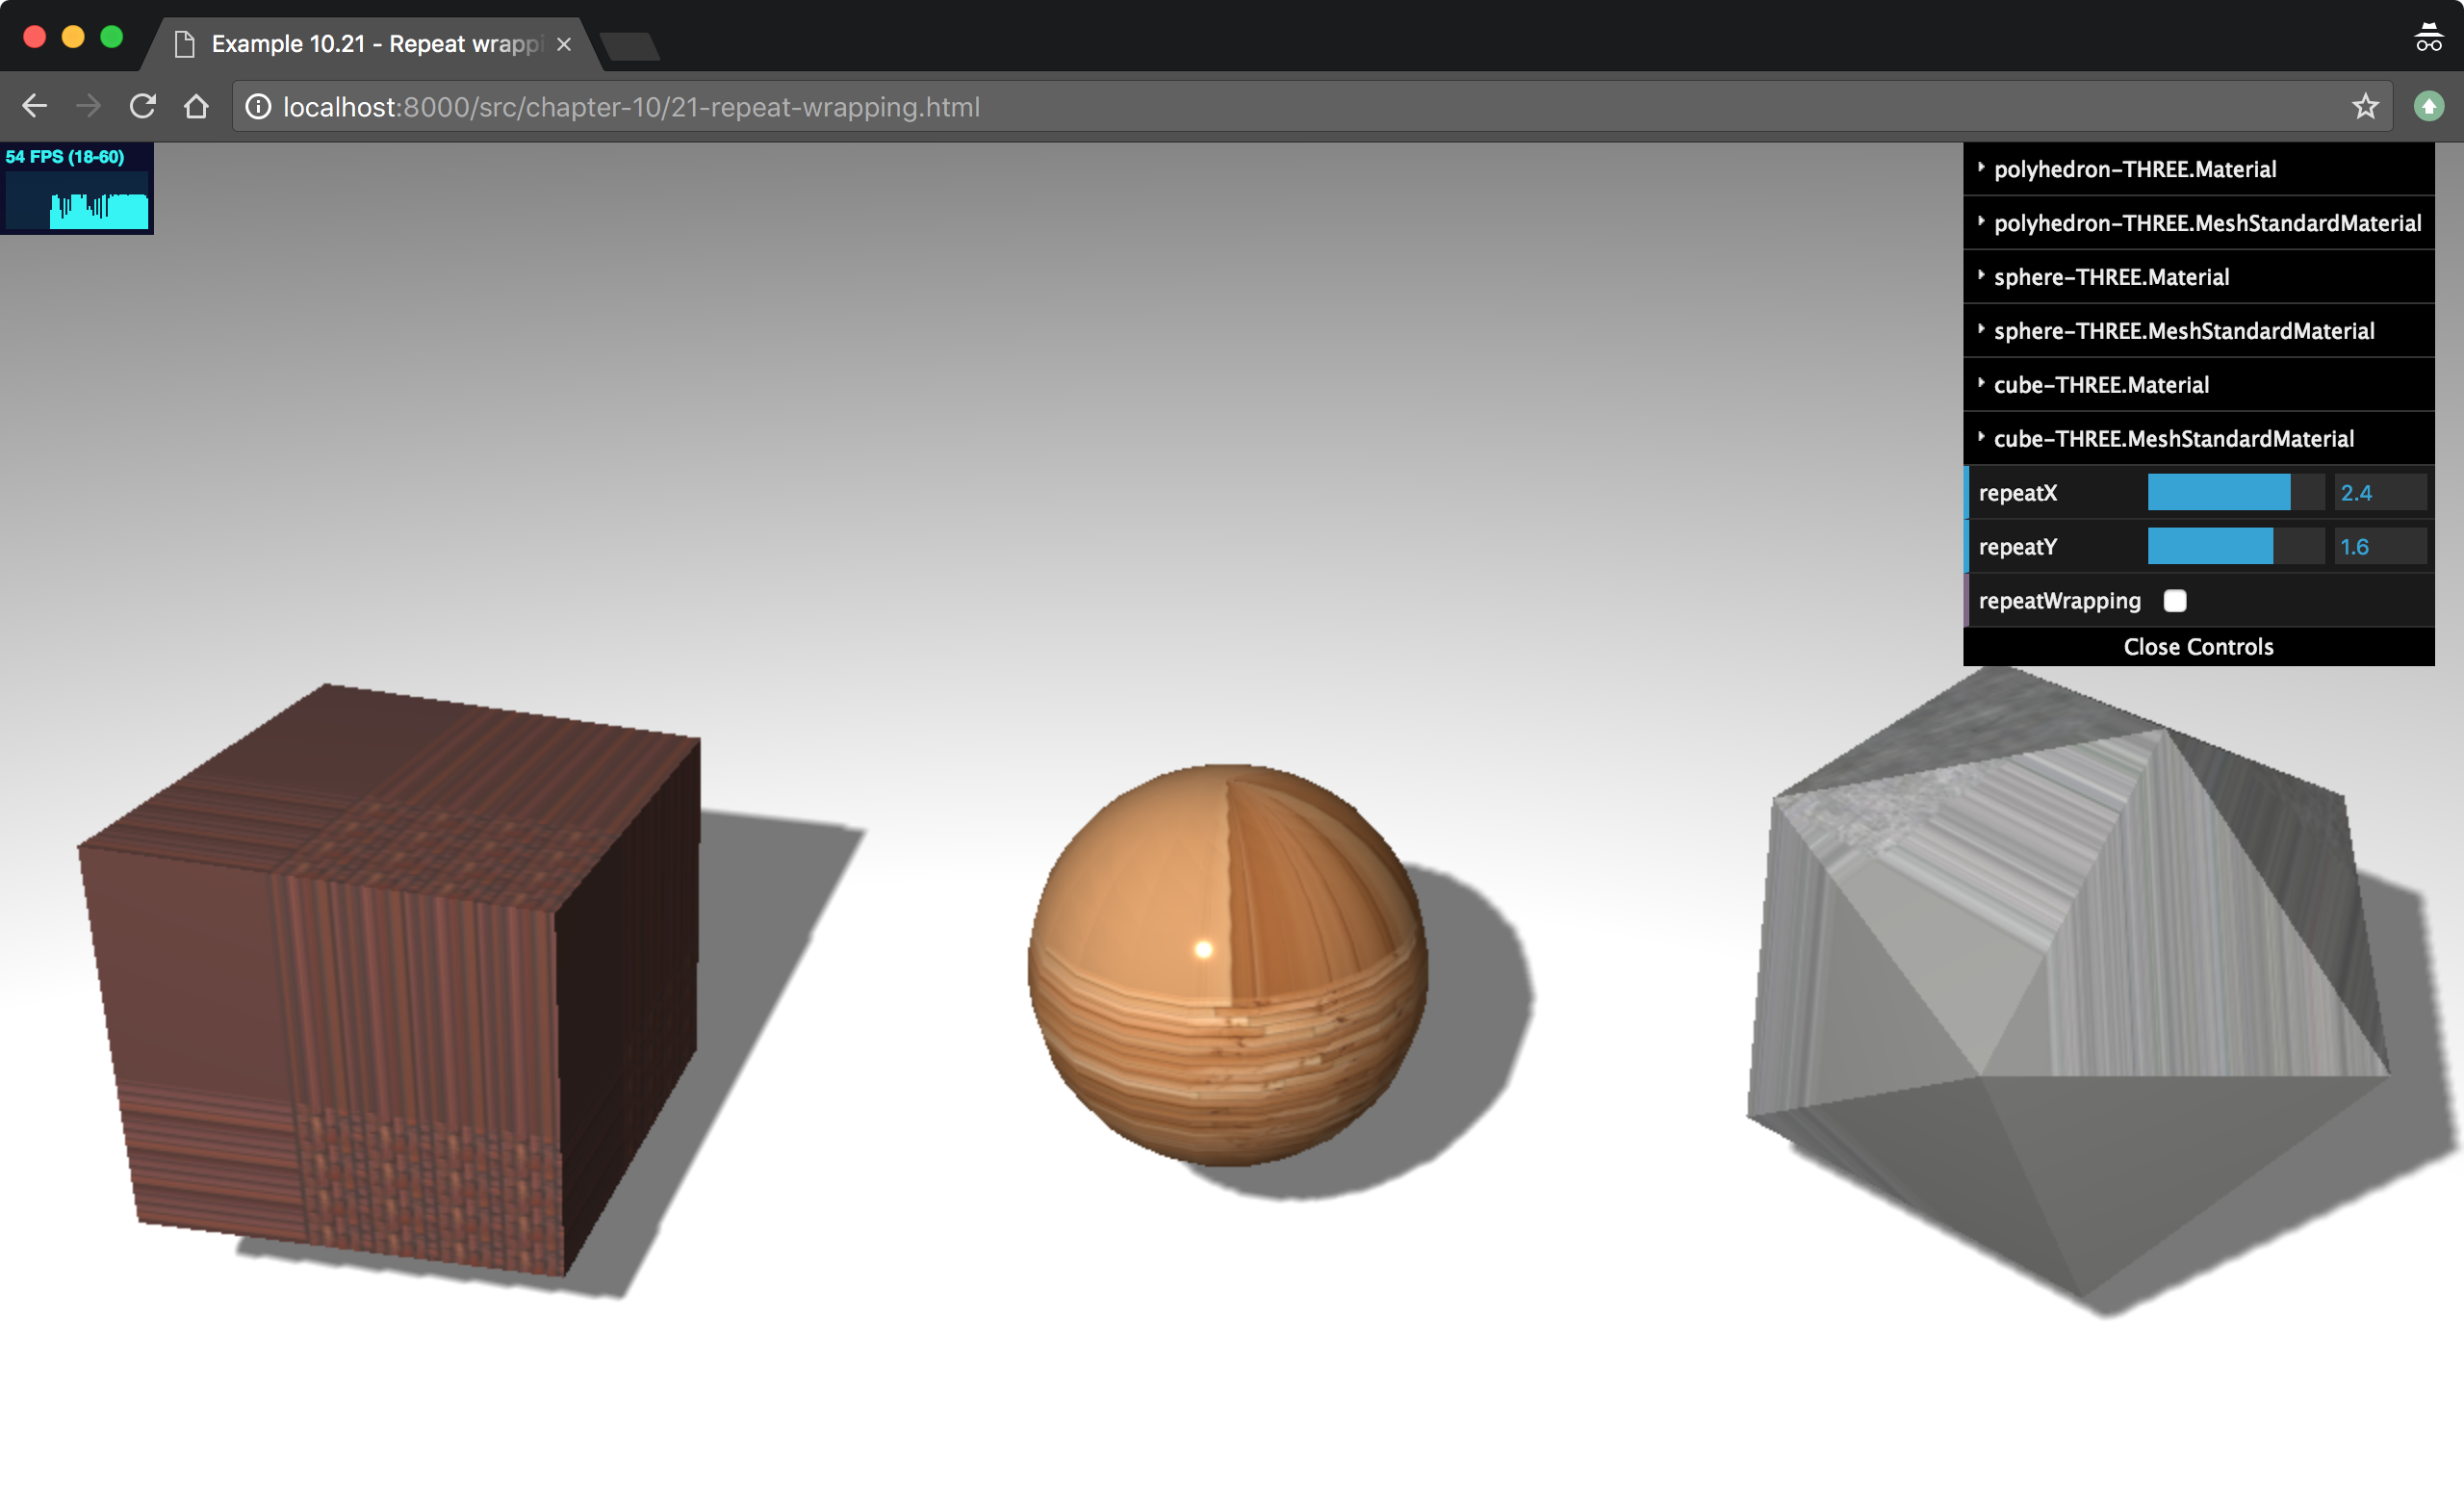 Example 10.21 - Repeat wrappi
localhost:8000/src/chapter-10/21-repeat-wrapping.html
54 FPS (18-60)
polyhedron-THREE.Material
polyhedron-THREE.MeshStandardMaterial
sphere-THREE.Material
sphere-THREE.MeshStandardMaterial
cube-THREE.Material
cube-THREE.MeshStandardMaterial
repeatX 2.4
repeatY 1.6
repeatWrapping
Close Controls